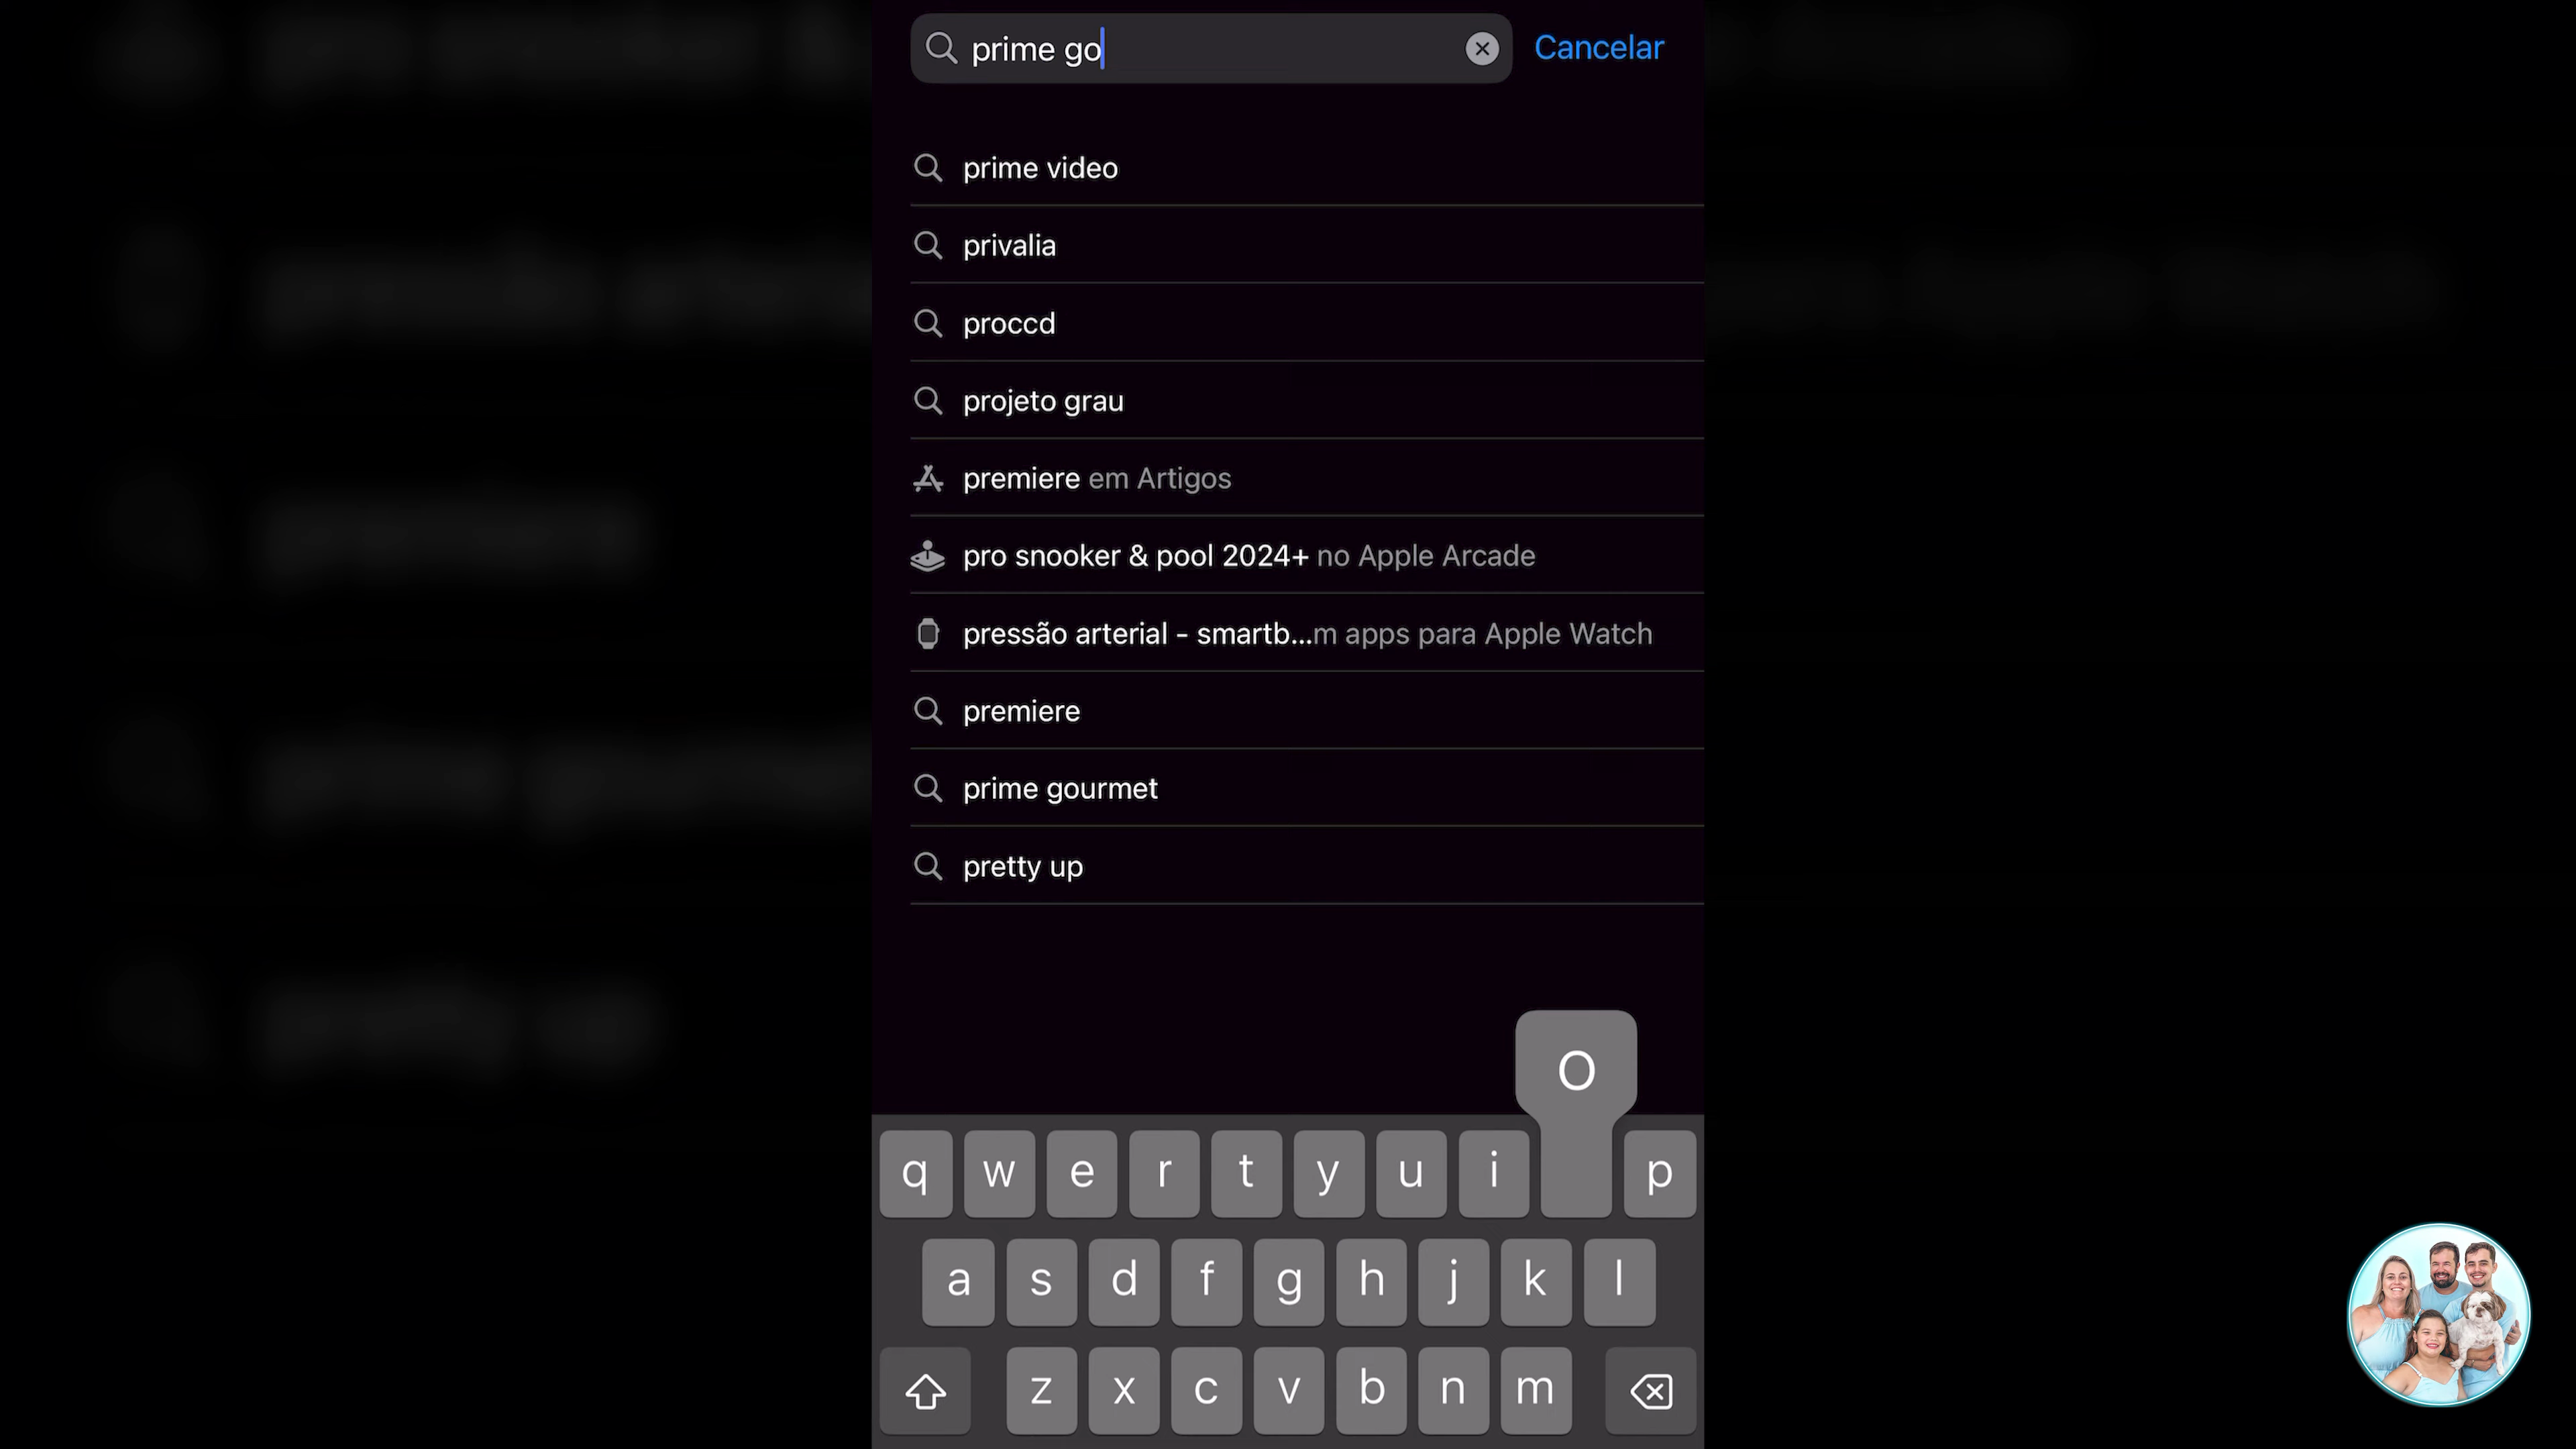 prime go
Cancelar
prime video
privalia
proccd
projeto grau
premiere em Artigos
pro snooker & pool 2024+ no Apple Arcade
pressão arterial - smartb...m apps para Apple Watch
premiere
prime gourmet
pretty up
O
q w e r t y u i p
a s d f g h j k l
z x c v b n m